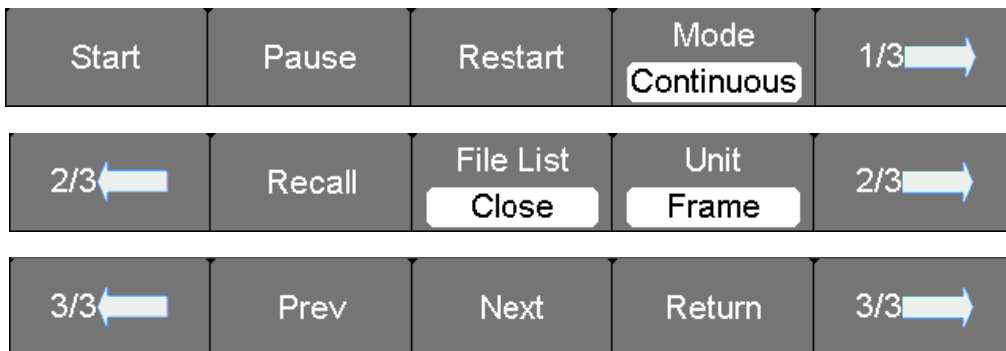 Start
Pause
Restart
Mode
Continuous
1/3
2/3
Recall
File List
Close
Unit
Frame
2/3
3/3
Prev
Next
Return
3/3